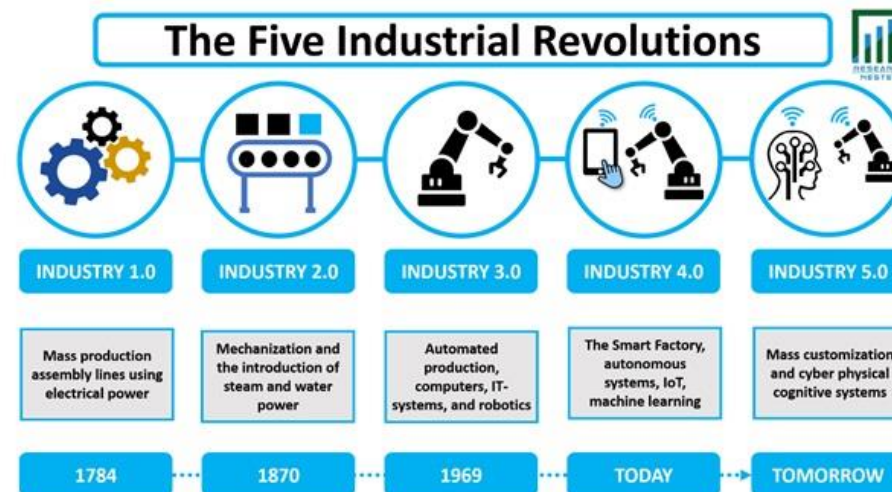 The Five Industrial Revolutions
INDUSTRY 1.0
INDUSTRY 2.0
INDUSTRY 3.0
INDUSTRY 4.0
INDUSTRY 5.0
Mass production
assembly lines using
electrical power
Mechanization and
the introduction of
steam and water
power
Automated
production,
computers, IT-
systems, and robotics
The Smart Factory,
autonomous
systems, IoT,
machine learning
Mass customization
and cyber physical
cognitive systems
1784
1870
1969
TODAY
TOMORROW